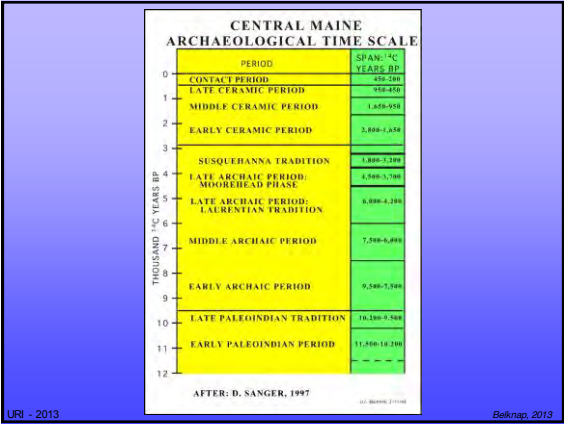 CENTRAL MAINE
ARCHAEOLOGICAL TIME SCALE
PERIOD
SPAN: ¹⁴C
YEARS BP
0
CONTACT PERIOD 450-200
LATE CERAMIC PERIOD 950-450
1
MIDDLE CERAMIC PERIOD 1,650-950
2
EARLY CERAMIC PERIOD 2,800-1,650
3
SUSQUEHANNA TRADITION 3,800-3,200
4
LATE ARCHAIC PERIOD: 4,500-3,700
MOOREHEAD PHASE
5
LATE ARCHAIC PERIOD: 6,000-4,200
LAURENTIAN TRADITION
6
MIDDLE ARCHAIC PERIOD 7,500-6,000
7
8
EARLY ARCHAIC PERIOD 9,500-7,500
9
10
LATE PALEOINDIAN TRADITION 10,200-9,500
11
EARLY PALEOINDIAN PERIOD 11,500-10,200
12
THOUSAND ¹⁴C YEARS BP
AFTER: D. SANGER, 1997
URI - 2013
Belknap, 2013